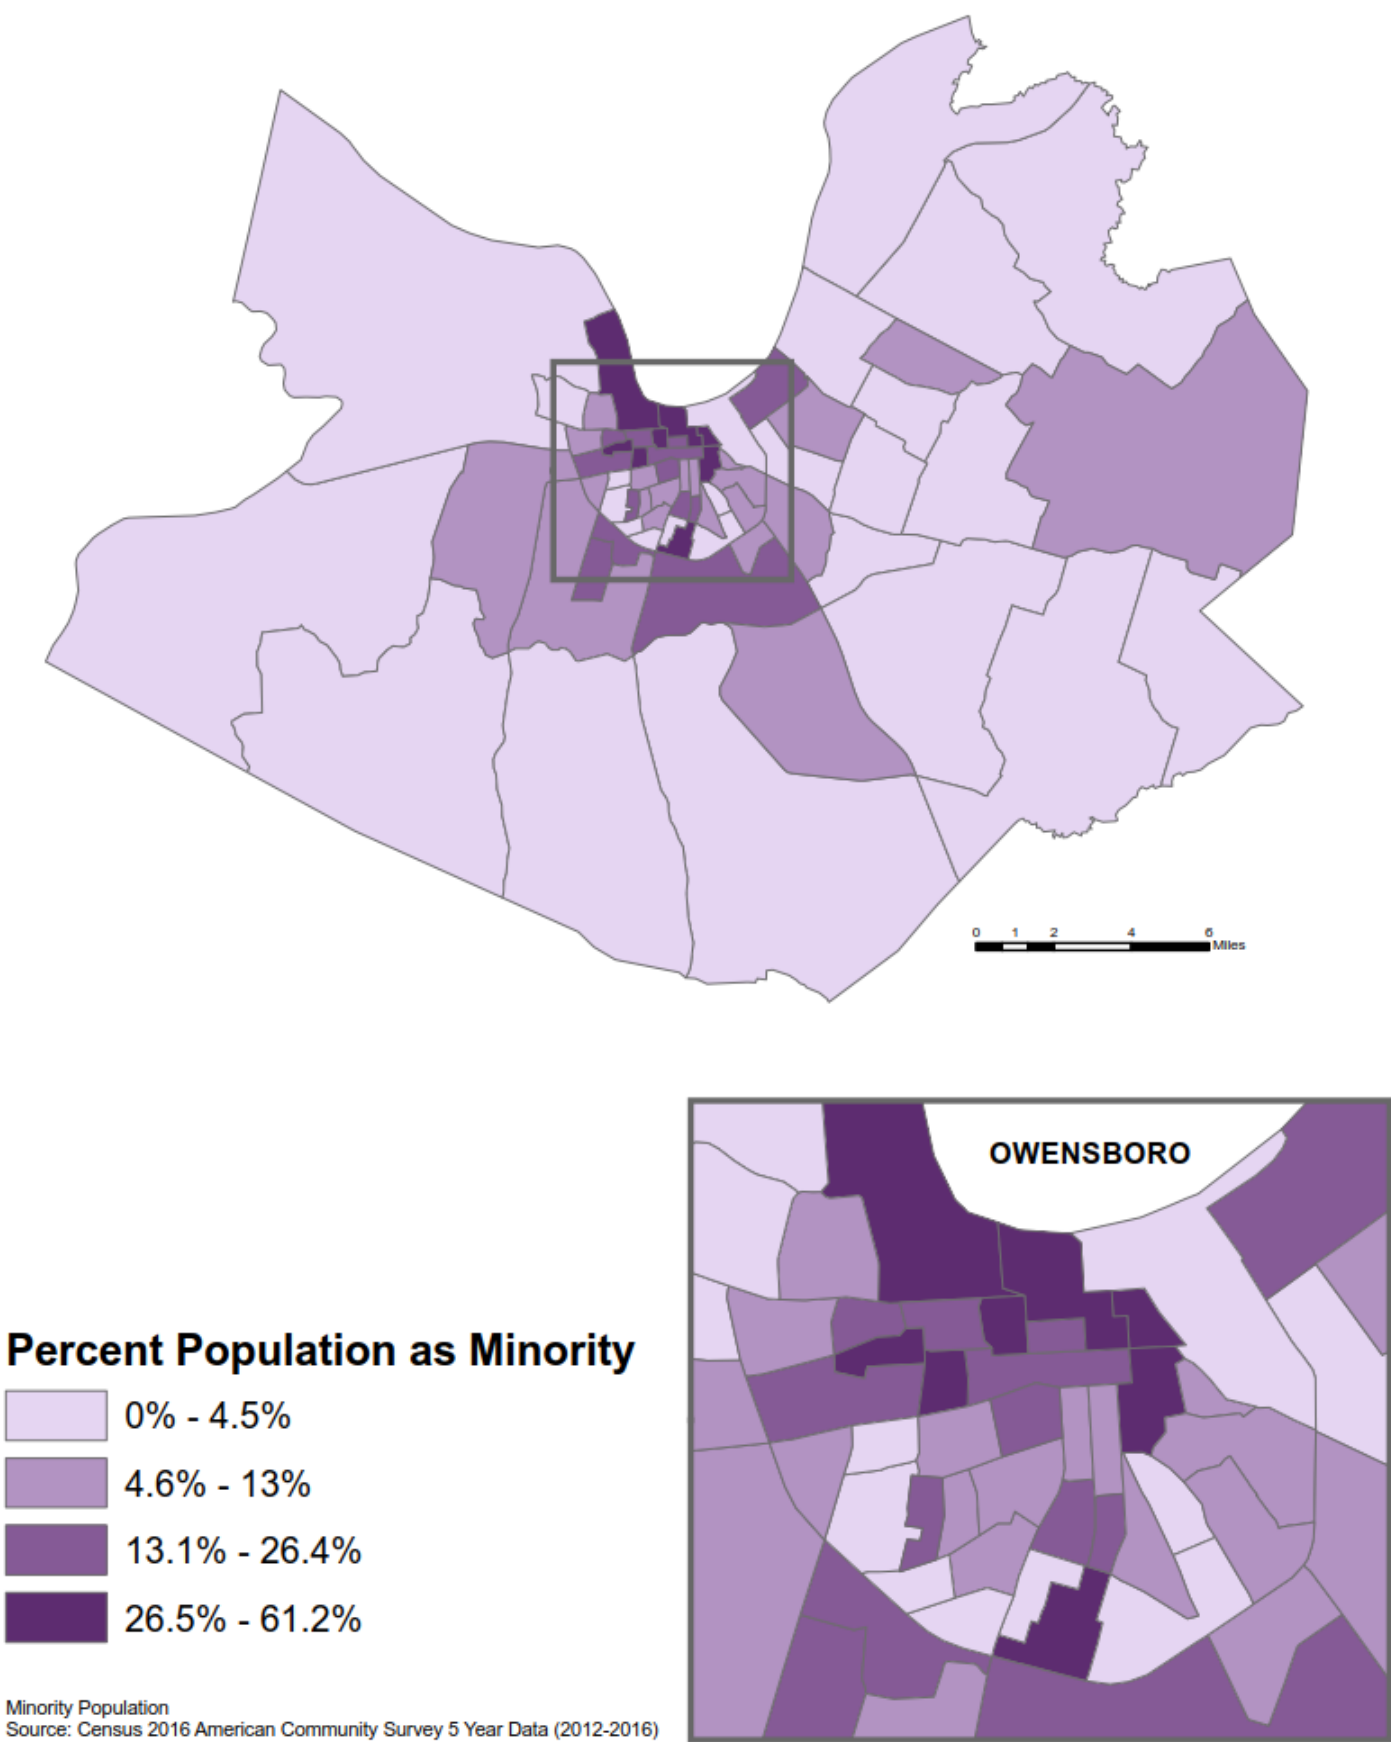 0 1 2 4 6
Miles
OWENSBORO
Percent Population as Minority
0% - 4.5%
4.6% - 13%
13.1% - 26.4%
26.5% - 61.2%
Minority Population
Source: Census 2016 American Community Survey 5 Year Data (2012-2016)